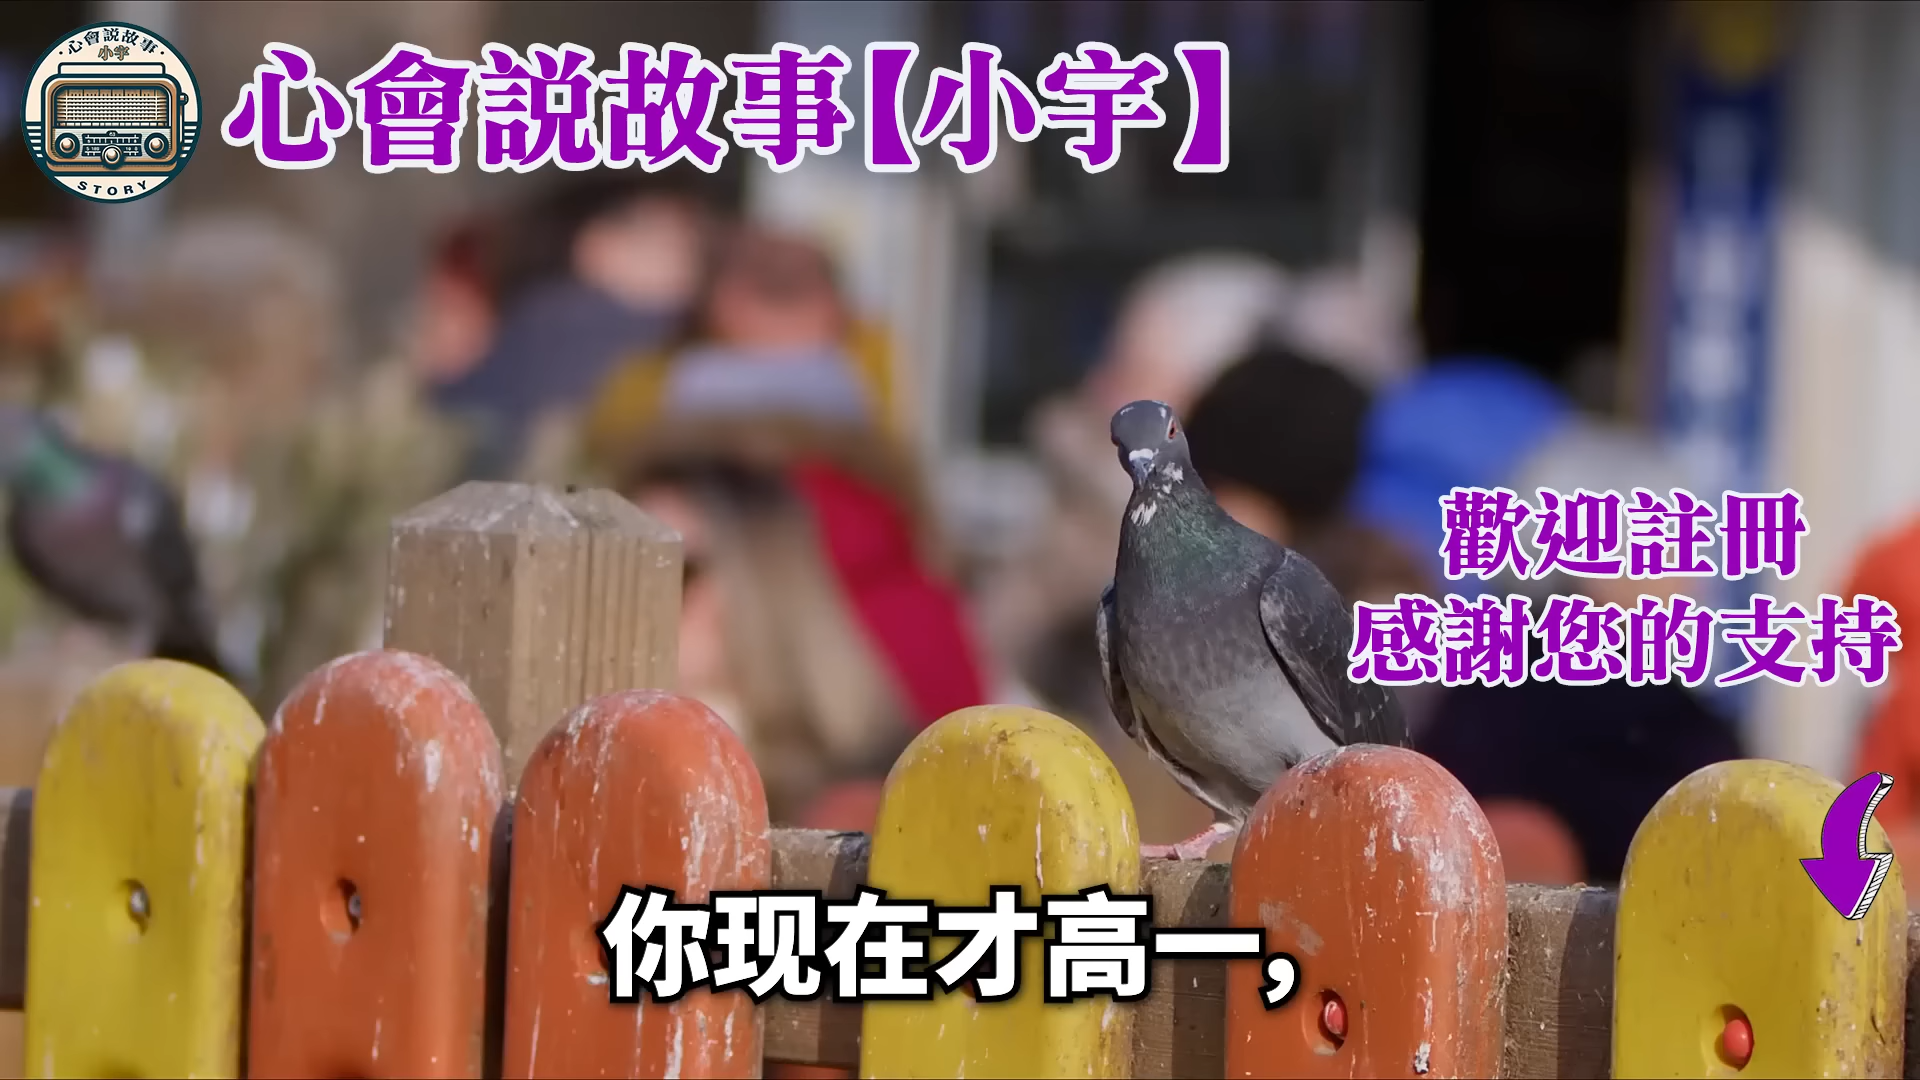 心會説故事
小宇
STORY
心會説故事【小宇】
歡迎註冊
感謝您的支持
你现在才高一,